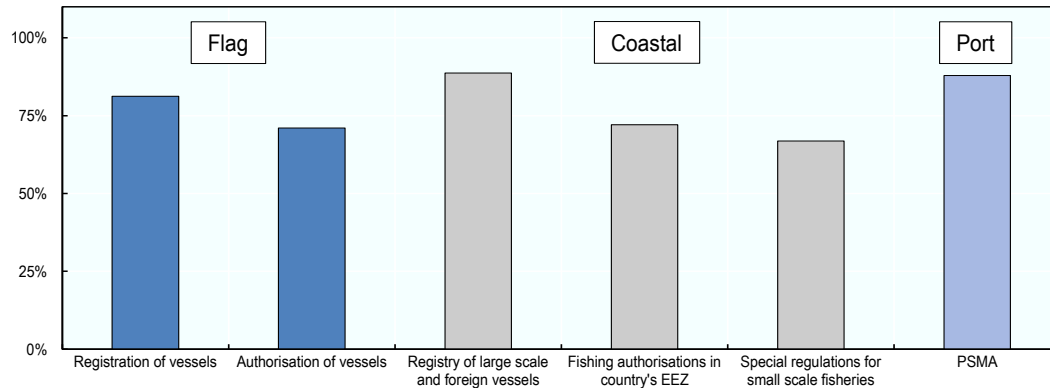 Flag
Coastal
Port
100%
75%
50%
25%
0%
Registration of vessels
Authorisation of vessels
Registry of large scale
and foreign vessels
Fishing authorisations in
country's EEZ
Special regulations for
small scale fisheries
PSMA